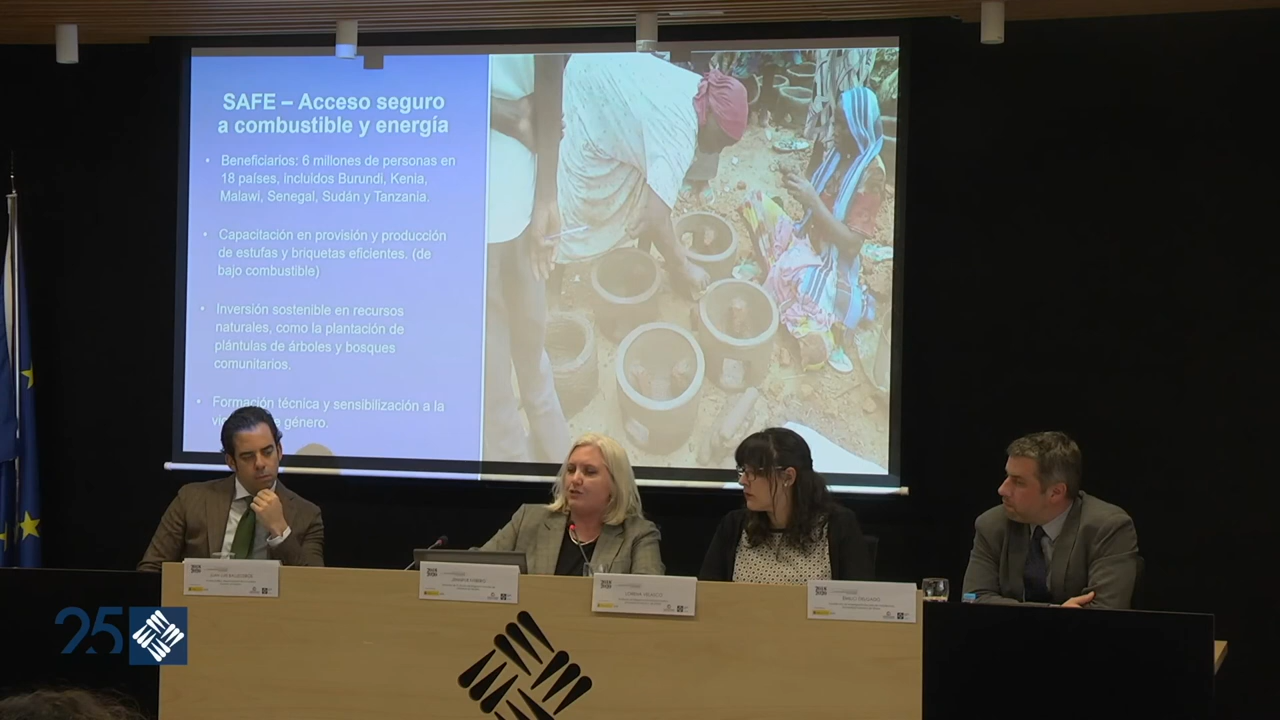 SAFE – Acceso seguro
a combustible y energía
• Beneficiarios: 6 millones de personas en
18 países, incluidos Burundi, Kenia,
Malawi, Senegal, Sudán y Tanzania.
• Capacitación en provisión y producción
de estufas y briquetas eficientes. (de
bajo combustible)
• Inversión sostenible en recursos
naturales, como la plantación de
plántulas de árboles y bosques
comunitarios.
• Formación técnica y sensibilización a la
género.
25